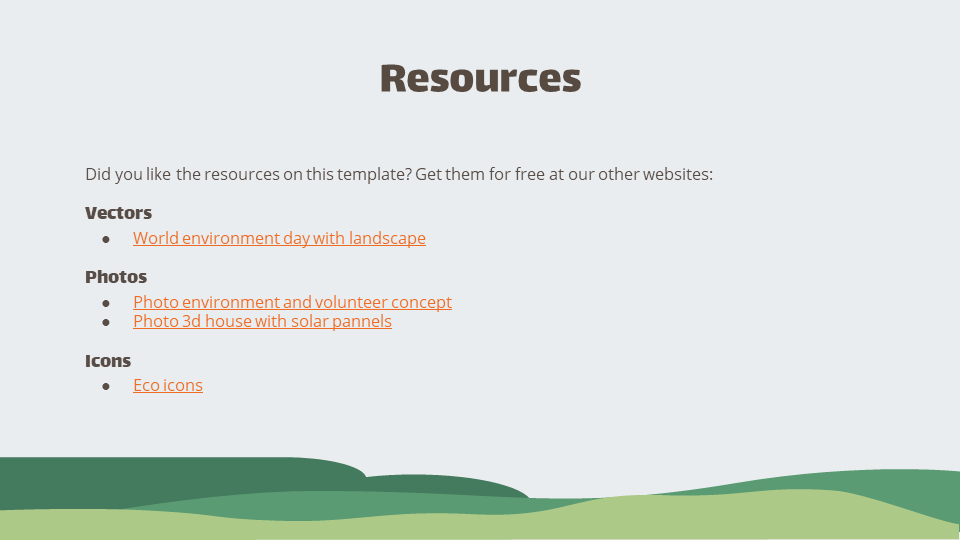 Resources
Did you like the resources on this template? Get them for free at our other websites:
Vectors
● World environment day with landscape
Photos
● Photo environment and volunteer concept
● Photo 3d house with solar pannels
Icons
● Eco icons